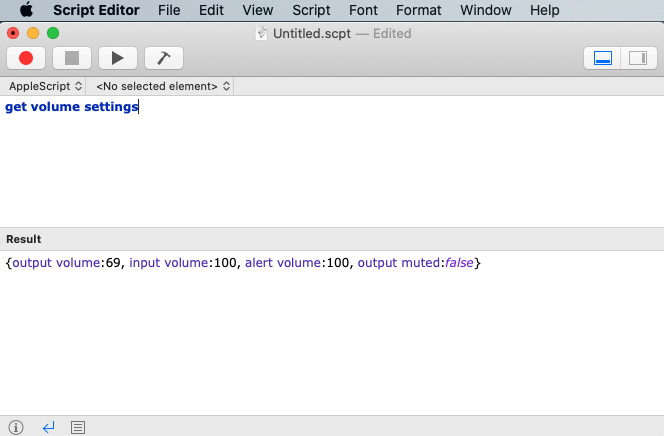 Script Editor File Edit View Script Font Format Window Help
Untitled.scpt — Edited
AppleScript <No selected element>
get volume settings
Result
{output volume:69, input volume:100, alert volume:100, output muted:false}